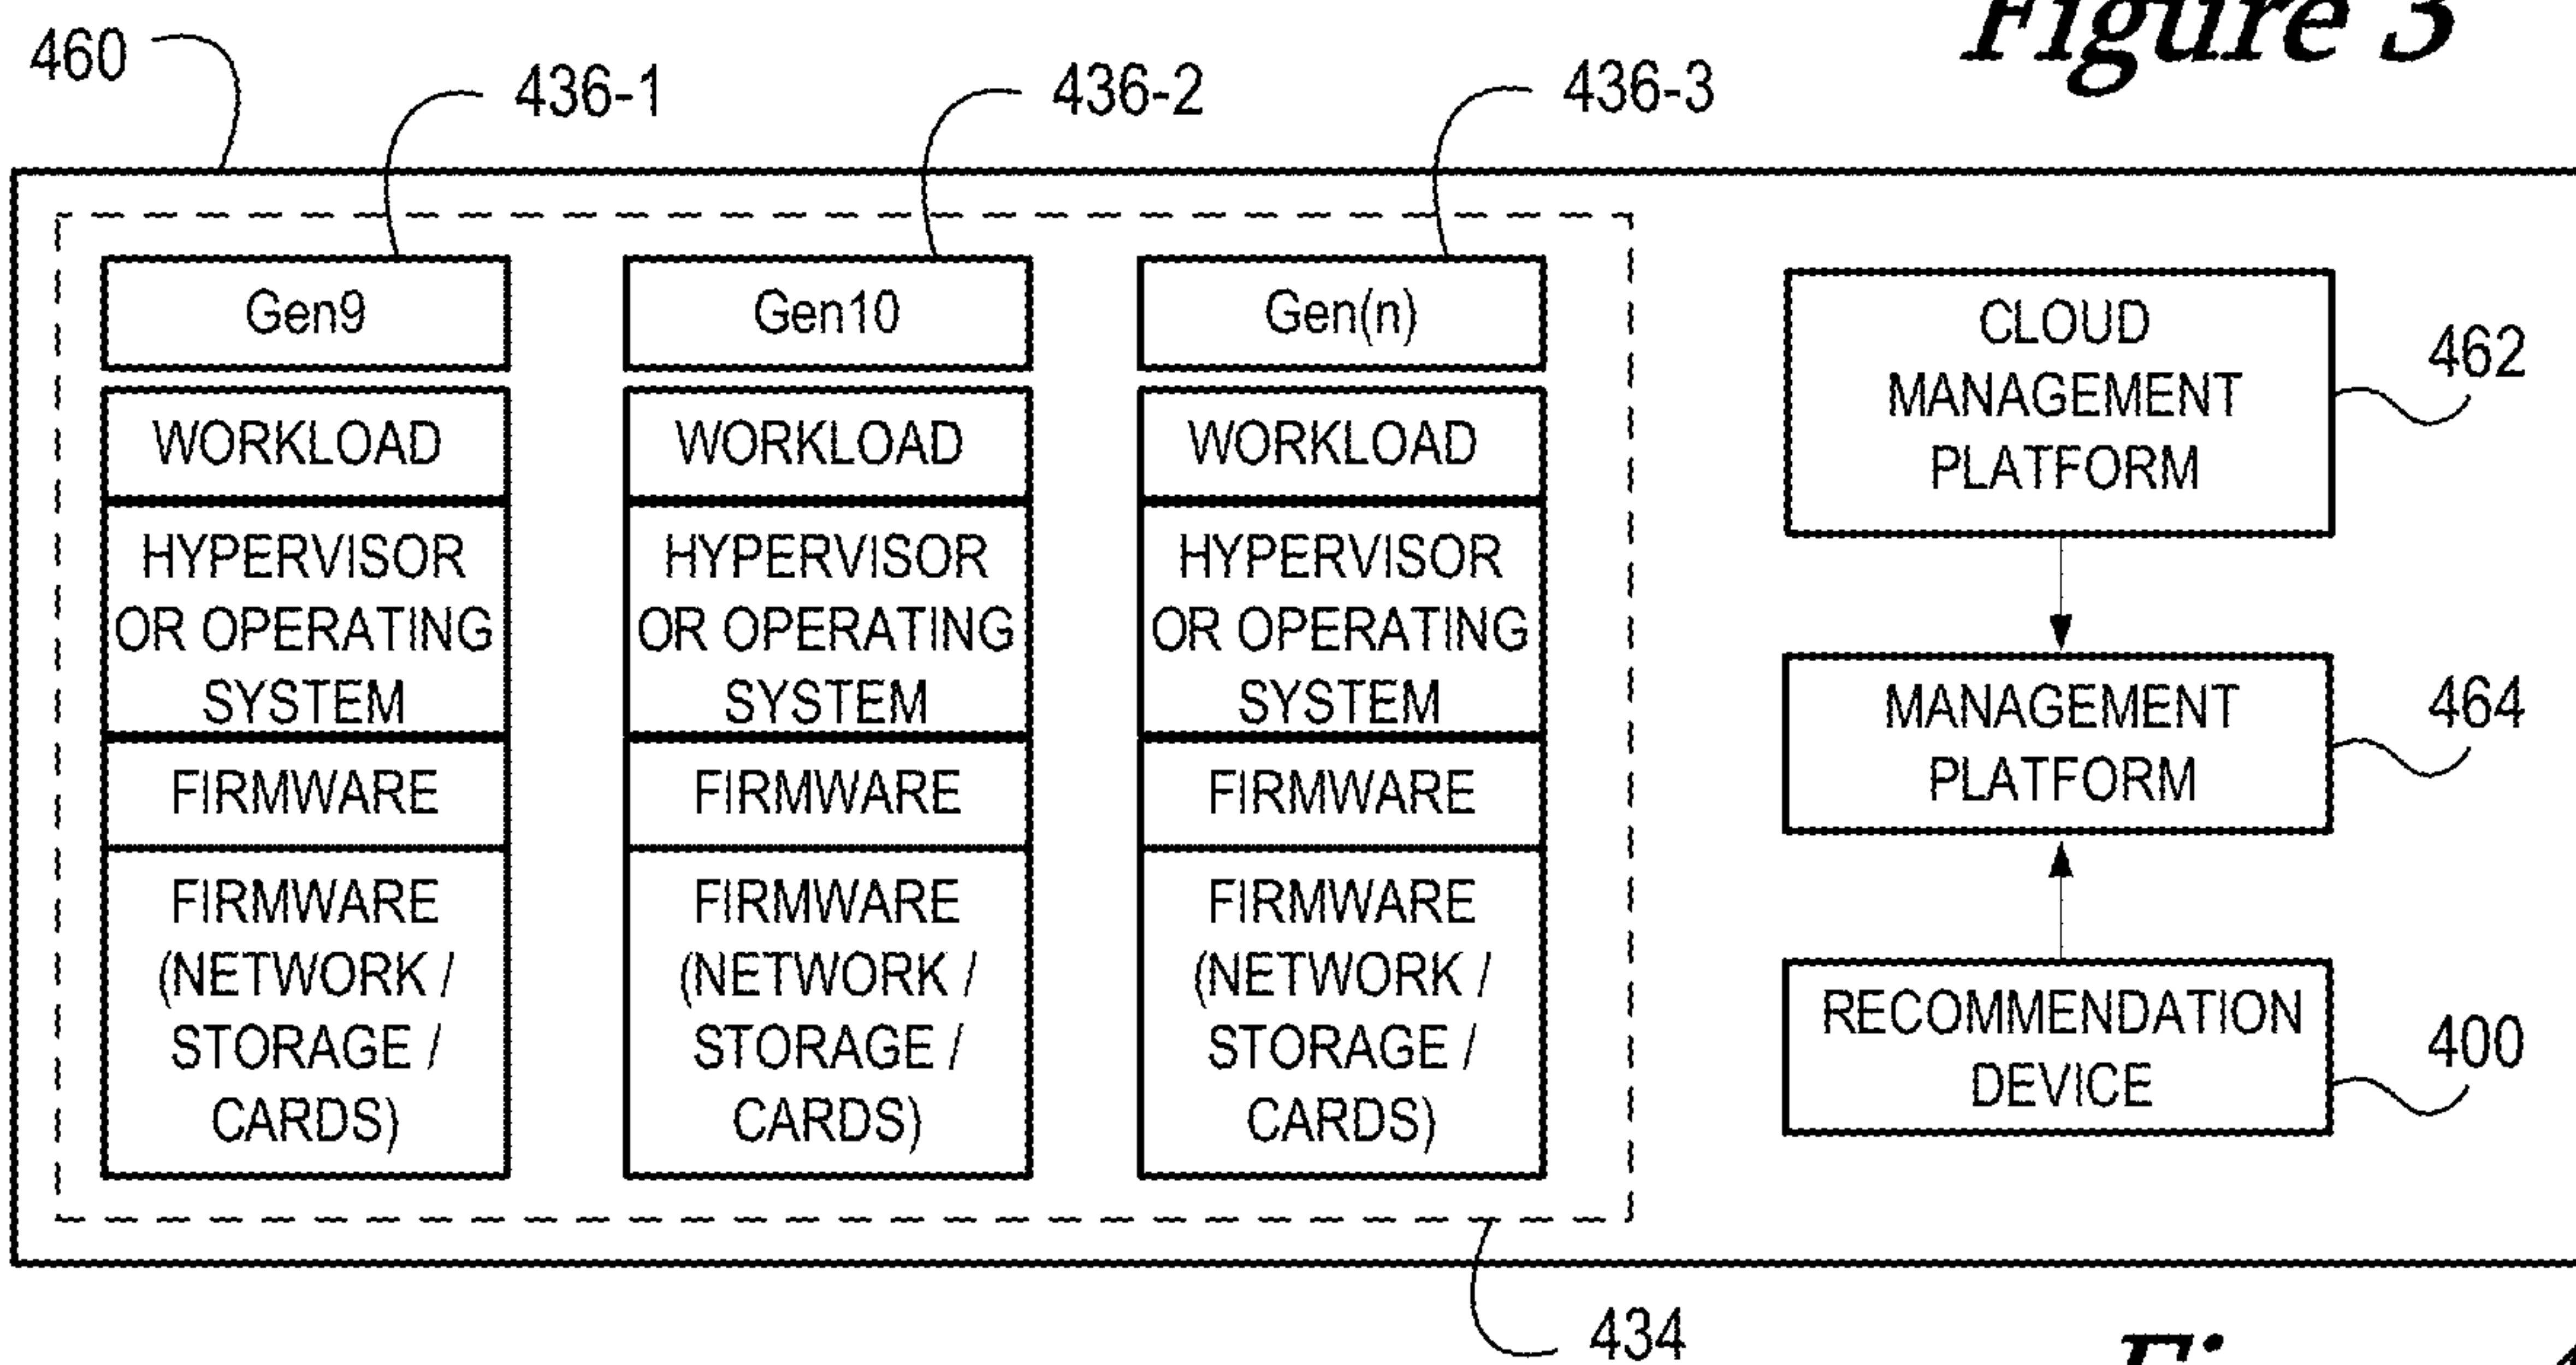 Figure 3
460
436-1
436-2
436-3
Gen9
WORKLOAD
HYPERVISOR
OR OPERATING
SYSTEM
FIRMWARE
FIRMWARE
(NETWORK /
STORAGE /
CARDS)
Gen10
WORKLOAD
HYPERVISOR
OR OPERATING
SYSTEM
FIRMWARE
FIRMWARE
(NETWORK /
STORAGE /
CARDS)
Gen(n)
WORKLOAD
HYPERVISOR
OR OPERATING
SYSTEM
FIRMWARE
FIRMWARE
(NETWORK /
STORAGE /
CARDS)
CLOUD
MANAGEMENT
PLATFORM
462
MANAGEMENT
PLATFORM
464
RECOMMENDATION
DEVICE
400
434